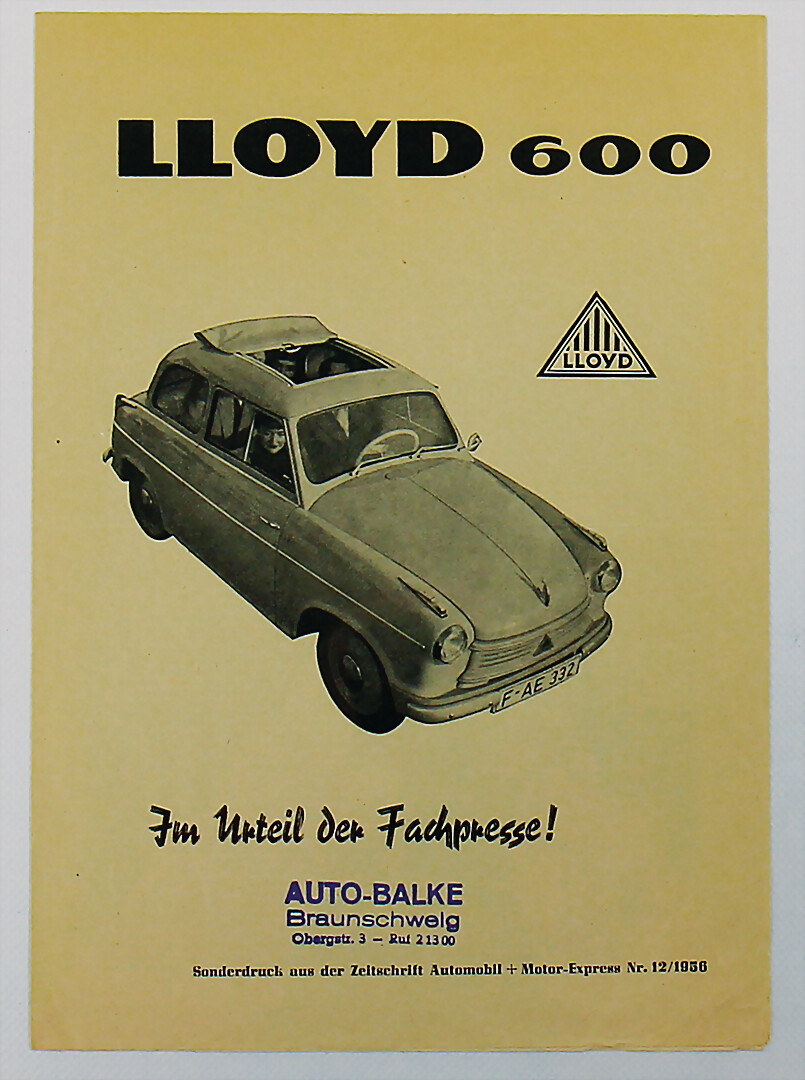 LLOYD 600
LLOYD
F-AE 332
Im Urteil der Fachpresse!
AUTO-BALKE
Braunschweig
Obergstr. 3 – Ruf 21300
Sonderdruck aus der Zeitschrift Automobil + Motor-Express Nr. 12/1956